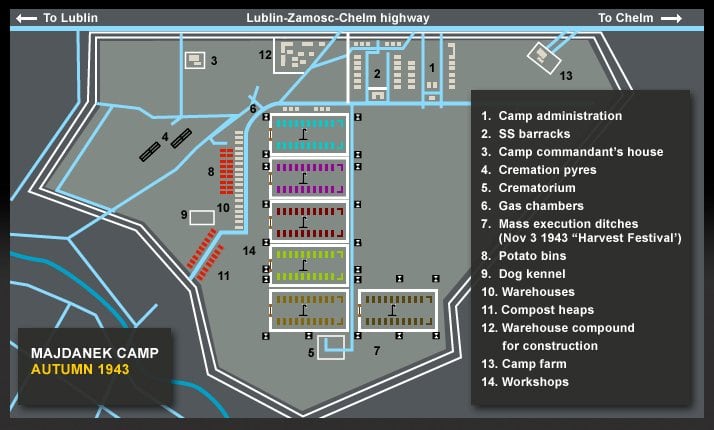 To Lublin
Lublin-Zamosc-Chelm highway
To Chelm
12
3
2
1
13
6
4
8
10
9
14
11
5
7
1. Camp administration
2. SS barracks
3. Camp commandant's house
4. Cremation pyres
5. Crematorium
6. Gas chambers
7. Mass execution ditches
(Nov 3 1943 “Harvest Festival’)
8. Potato bins
9. Dog kennel
10. Warehouses
11. Compost heaps
12. Warehouse compound
for construction
13. Camp farm
14. Workshops
MAJDANEK CAMP
AUTUMN 1943